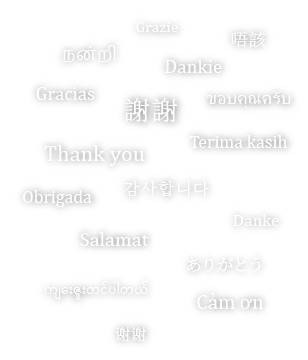 Grazie
唔該
நன்றி
Dankie
Gracias
ขอบคุณครับ
謝謝
Terima kasih
Thank you
감사합니다
Obrigada
Danke
Salamat
ありがとう
ကျေးဇူးတင်ပါတယ်
Cảm ơn
谢谢